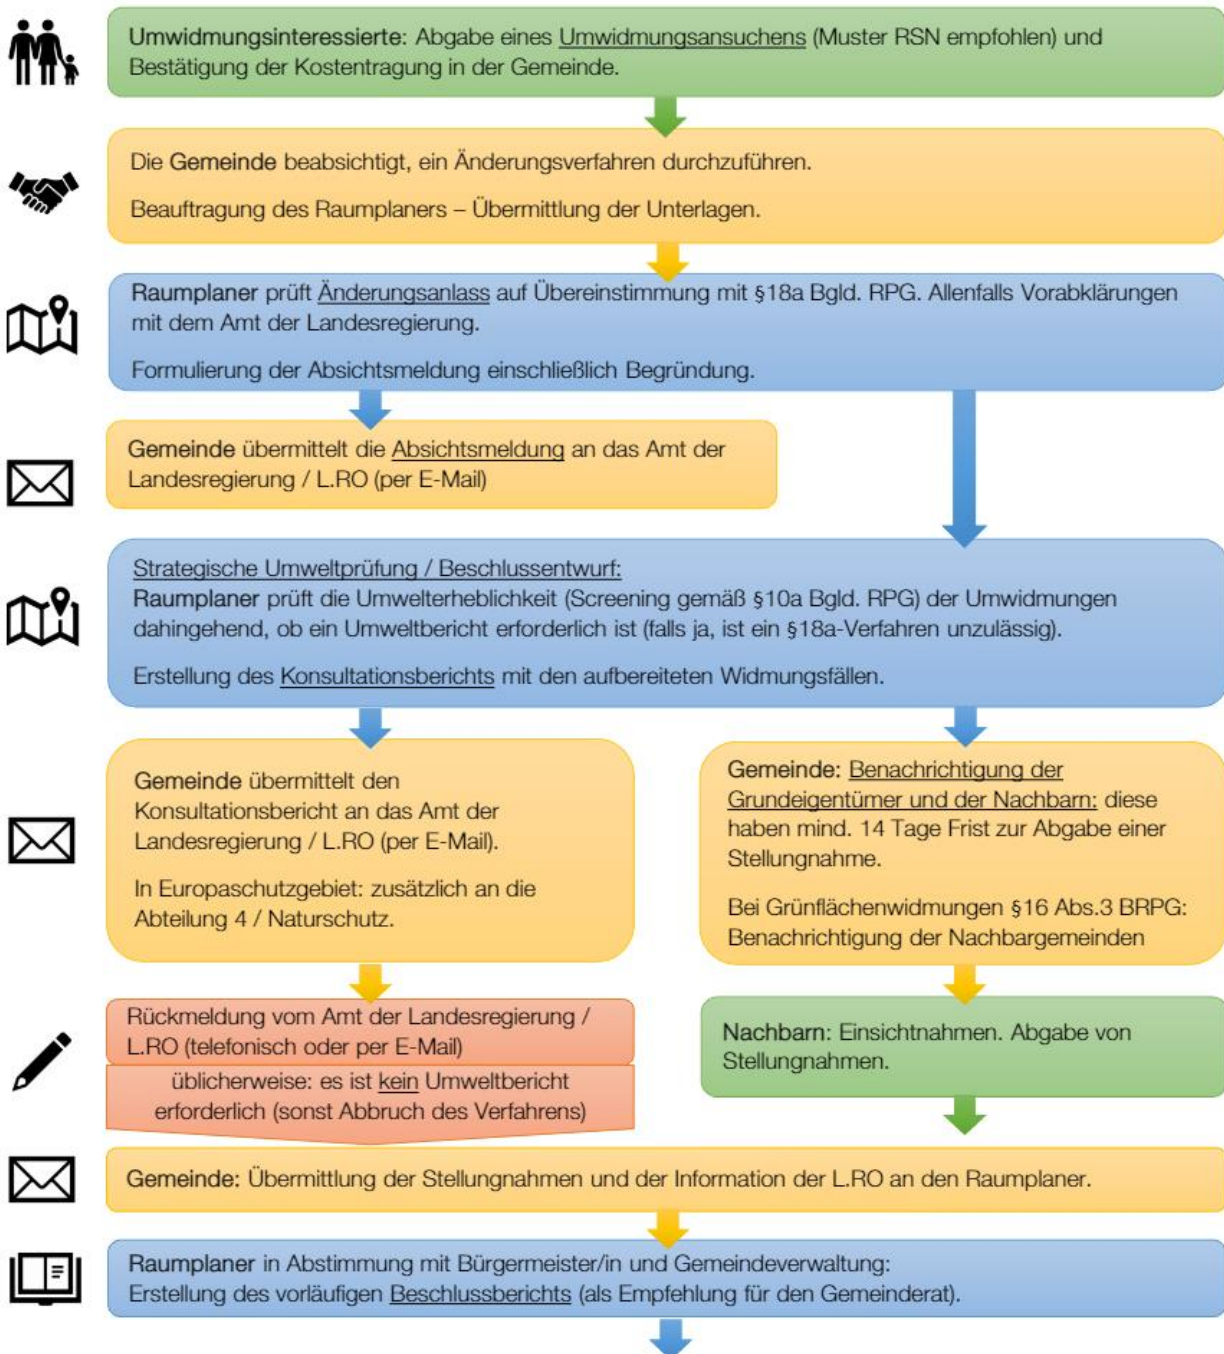 Umwidmungsinteressierte: Abgabe eines Umwidmungsansuchens (Muster RSN empfohlen) und
Bestätigung der Kostentragung in der Gemeinde.
Die Gemeinde beabsichtigt, ein Änderungsverfahren durchzuführen.
Beauftragung des Raumplaners – Übermittlung der Unterlagen.
Raumplaner prüft Änderungsanlass auf Übereinstimmung mit §18a Bgld. RPG. Allenfalls Vorabklärungen
mit dem Amt der Landesregierung.
Formulierung der Absichtsmeldung einschließlich Begründung.
Gemeinde übermittelt die Absichtsmeldung an das Amt der
Landesregierung / L.RO (per E-Mail)
Strategische Umweltprüfung / Beschlussentwurf:
Raumplaner prüft die Umwelterheblichkeit (Screening gemäß §10a Bgld. RPG) der Umwidmungen
dahingehend, ob ein Umweltbericht erforderlich ist (falls ja, ist ein §18a-Verfahren unzulässig).
Erstellung des Konsultationsberichts mit den aufbereiteten Widmungsfällen.
Gemeinde übermittelt den
Konsultationsbericht an das Amt der
Landesregierung / L.RO (per E-Mail).
In Europaschutzgebiet: zusätzlich an die
Abteilung 4 / Naturschutz.
Gemeinde: Benachrichtigung der
Grundeigentümer und der Nachbarn: diese
haben mind. 14 Tage Frist zur Abgabe einer
Stellungnahme.
Bei Grünflächenwidmungen §16 Abs.3 BRPG:
Benachrichtigung der Nachbargemeinden
Rückmeldung vom Amt der Landesregierung /
L.RO (telefonisch oder per E-Mail)
üblicherweise: es ist kein Umweltbericht
erforderlich (sonst Abbruch des Verfahrens)
Nachbarn: Einsichtnahmen. Abgabe von
Stellungnahmen.
Gemeinde: Übermittlung der Stellungnahmen und der Information der L.RO an den Raumplaner.
Raumplaner in Abstimmung mit Bürgermeister/in und Gemeindeverwaltung:
Erstellung des vorläufigen Beschlussberichts (als Empfehlung für den Gemeinderat).